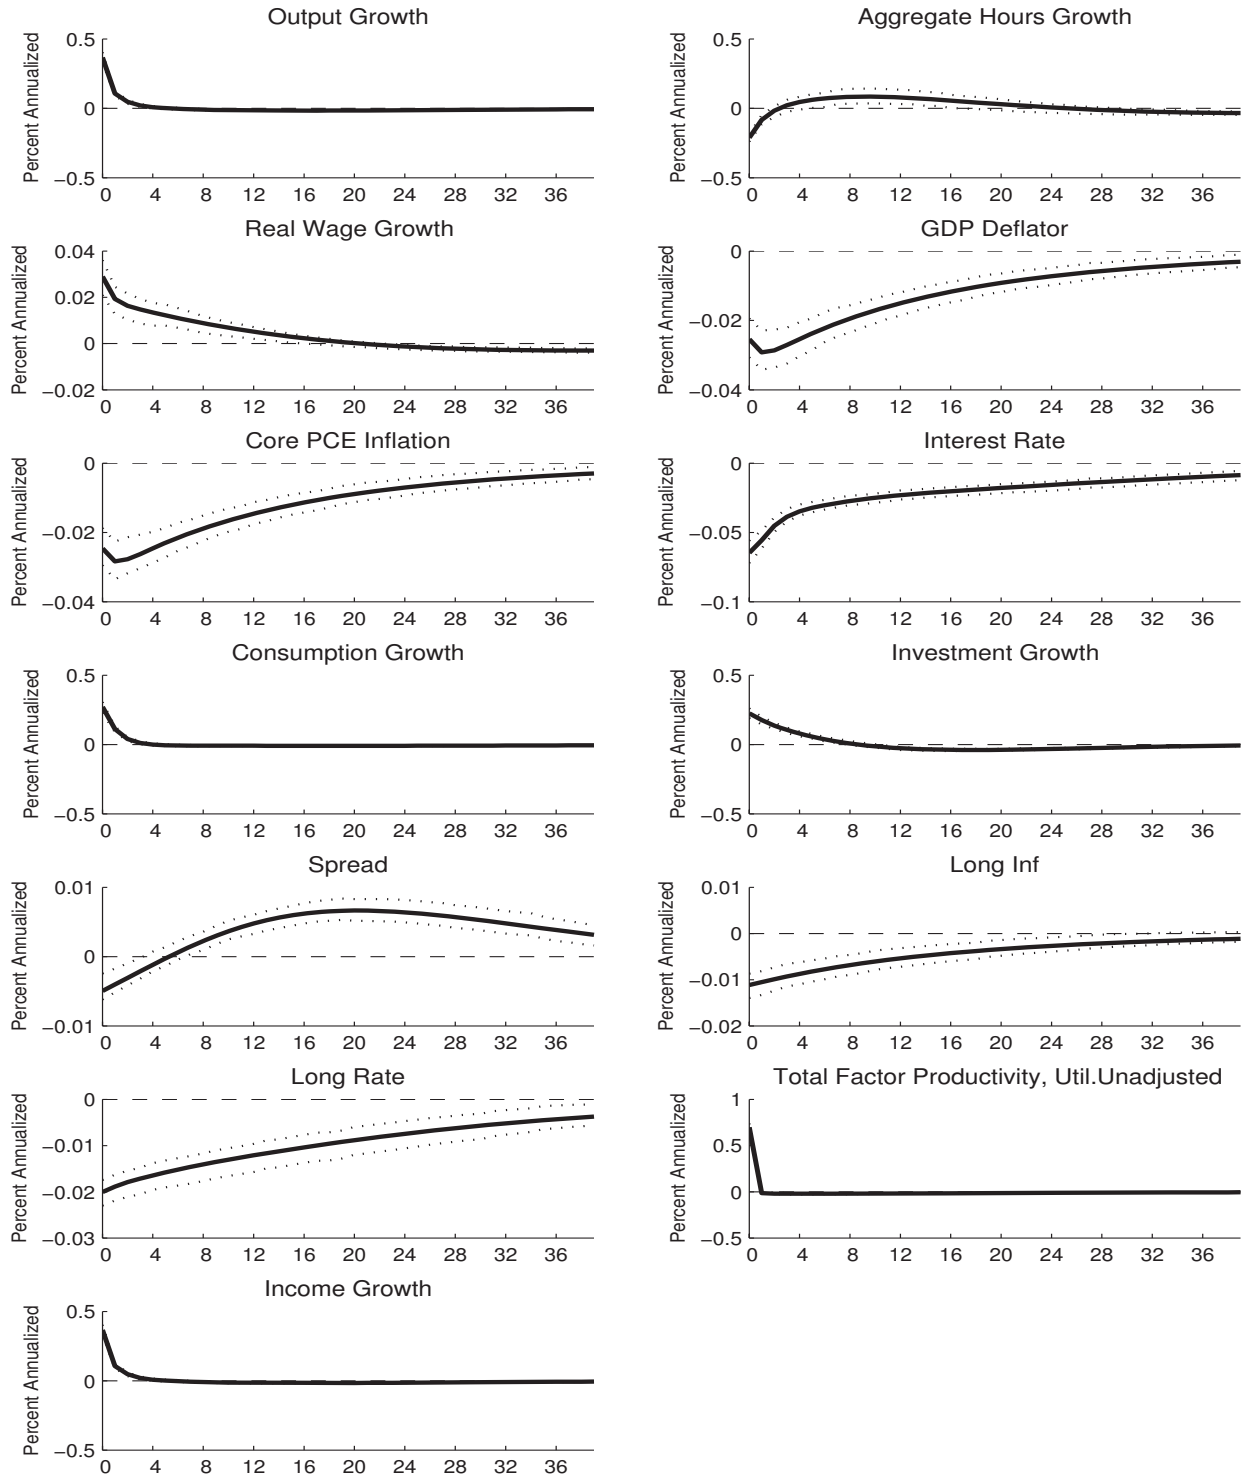 Output Growth
Percent Annualized
0.5
0
−0.5
0 4 8 12 16 20 24 28 32 36
Aggregate Hours Growth
Percent Annualized
0.5
0
−0.5
0 4 8 12 16 20 24 28 32 36
Real Wage Growth
Percent Annualized
0.04
0.02
0
−0.02
0 4 8 12 16 20 24 28 32 36
GDP Deflator
Percent Annualized
0
−0.02
−0.04
0 4 8 12 16 20 24 28 32 36
Core PCE Inflation
Percent Annualized
0
−0.02
−0.04
0 4 8 12 16 20 24 28 32 36
Interest Rate
Percent Annualized
0
−0.05
−0.1
0 4 8 12 16 20 24 28 32 36
Consumption Growth
Percent Annualized
0.5
0
−0.5
0 4 8 12 16 20 24 28 32 36
Investment Growth
Percent Annualized
0.5
0
−0.5
0 4 8 12 16 20 24 28 32 36
Spread
Percent Annualized
0.01
0
−0.01
0 4 8 12 16 20 24 28 32 36
Long Inf
Percent Annualized
0.01
0
−0.01
−0.02
0 4 8 12 16 20 24 28 32 36
Long Rate
Percent Annualized
0
−0.01
−0.02
−0.03
0 4 8 12 16 20 24 28 32 36
Total Factor Productivity, Util.Unadjusted
Percent Annualized
1
0.5
0
−0.5
0 4 8 12 16 20 24 28 32 36
Income Growth
Percent Annualized
0.5
0
−0.5
0 4 8 12 16 20 24 28 32 36